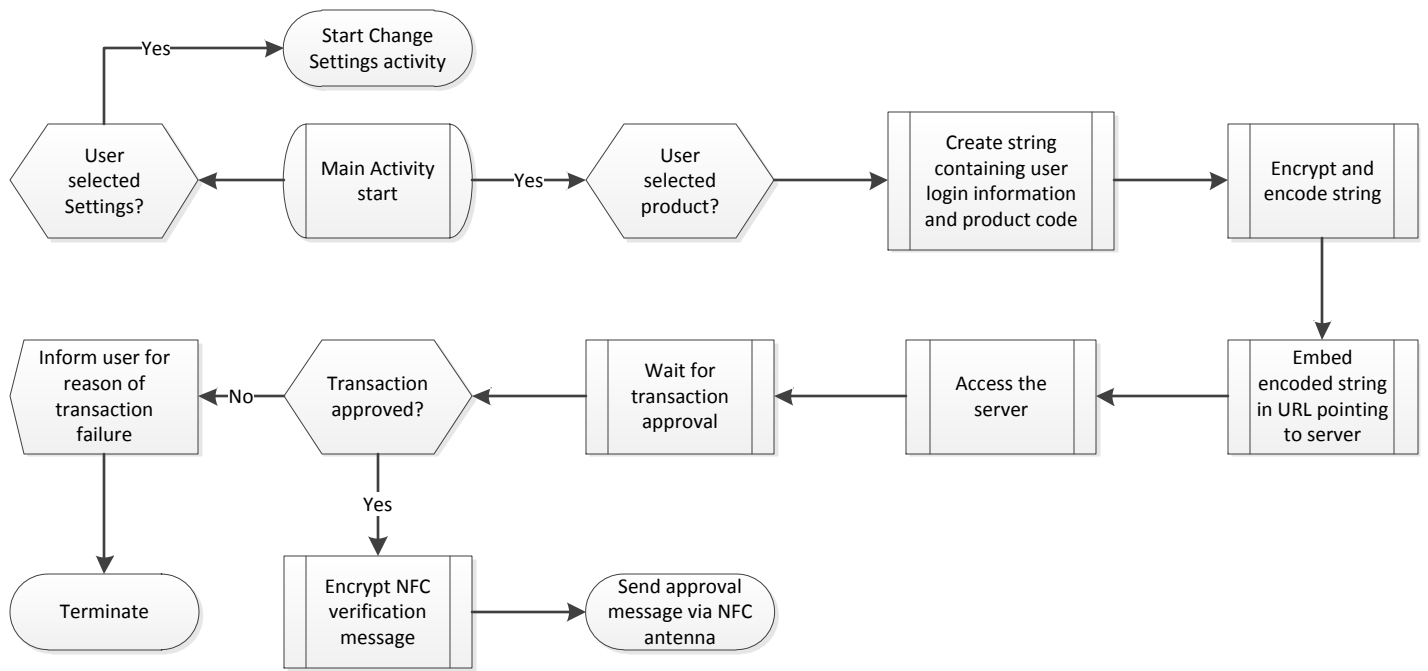 Yes
Start Change
Settings activity
User
selected
Settings?
Main Activity
start
Yes
User
selected
product?
Create string
containing user
login information
and product code
Encrypt and
encode string
Inform user for
reason of
transaction
failure
No
Transaction
approved?
Wait for
transaction
approval
Access the
server
Embed
encoded string
in URL pointing
to server
Yes
Terminate
Encrypt NFC
verification
message
Send approval
message via NFC
antenna